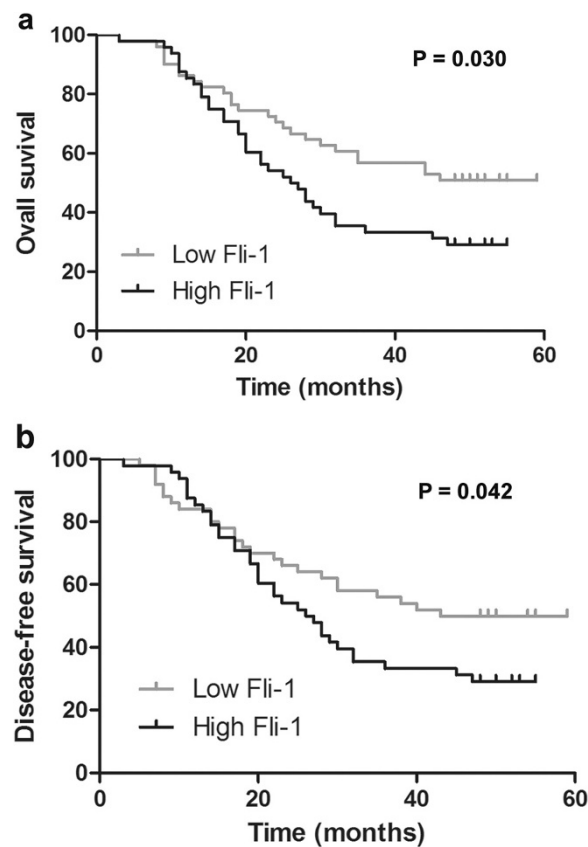 a
P = 0.030
Ovall suvival
100
80
60
40
20
0
Low Fli-1
High Fli-1
0 20 40 60
Time (months)
b
P = 0.042
Disease-free survival
100
80
60
40
20
0
Low Fli-1
High Fli-1
0 20 40 60
Time (months)